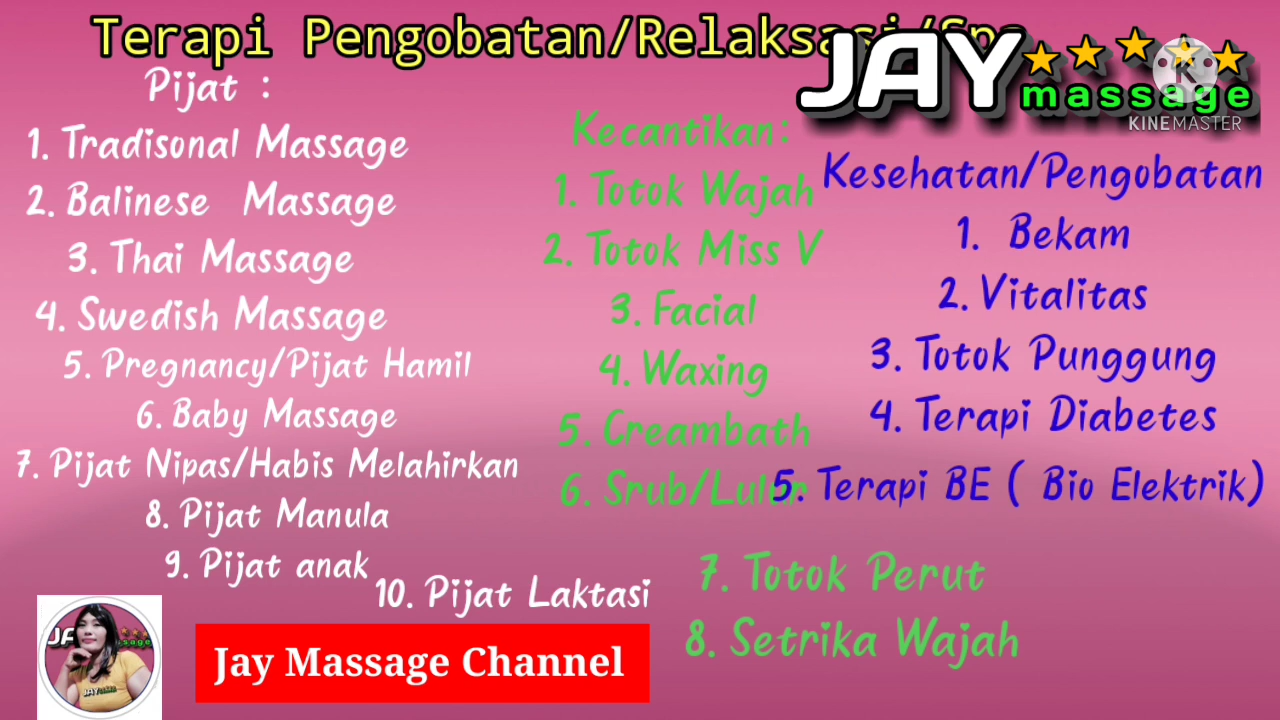 Terapi Pengobatan/Relaksasi/Spa
JAY
massage
KINEMASTER
Pijat :
1. Tradisonal Massage
2. Balinese Massage
3. Thai Massage
4. Swedish Massage
5. Pregnancy/Pijat Hamil
6. Baby Massage
7. Pijat Nipas/Habis Melahirkan
8. Pijat Manula
9. Pijat anak
10. Pijat Laktasi
Kecantikan:
1. Totok Wajah
2. Totok Miss V
3. Facial
4. Waxing
5. Creambath
6. Srub/Lulur
7. Totok Perut
8. Setrika Wajah
Kesehatan/Pengobatan
1. Bekam
2. Vitalitas
3. Totok Punggung
4. Terapi Diabetes
5. Terapi BE ( Bio Elektrik)
Jay Massage Channel